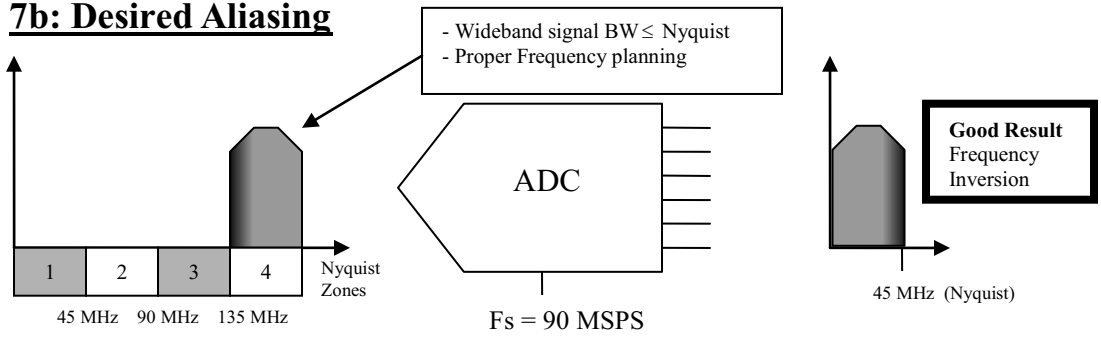 7b: Desired Aliasing
- Wideband signal BW ≤ Nyquist
- Proper Frequency planning
ADC
Good Result
Frequency
Inversion
1 2 3 4
Nyquist
Zones
45 MHz 90 MHz 135 MHz
Fs = 90 MSPS
45 MHz (Nyquist)